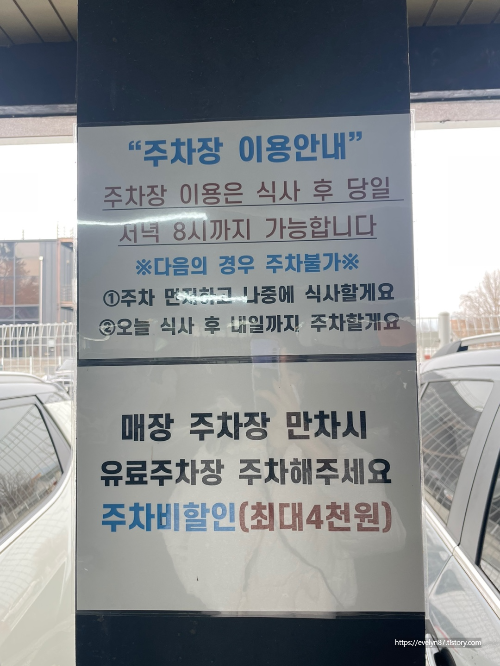 “주차장 이용안내”
주차장 이용은 식사 후 당일
저녁 8시까지 가능합니다
※다음의 경우 주차불가※
①주차 먼저하고 나중에 식사할게요
②오늘 식사 후 내일까지 주차할게요
매장 주차장 만차시
유료주차장 주차해주세요
주차비할인(최대4천원)
https://evelyn87.tistory.com